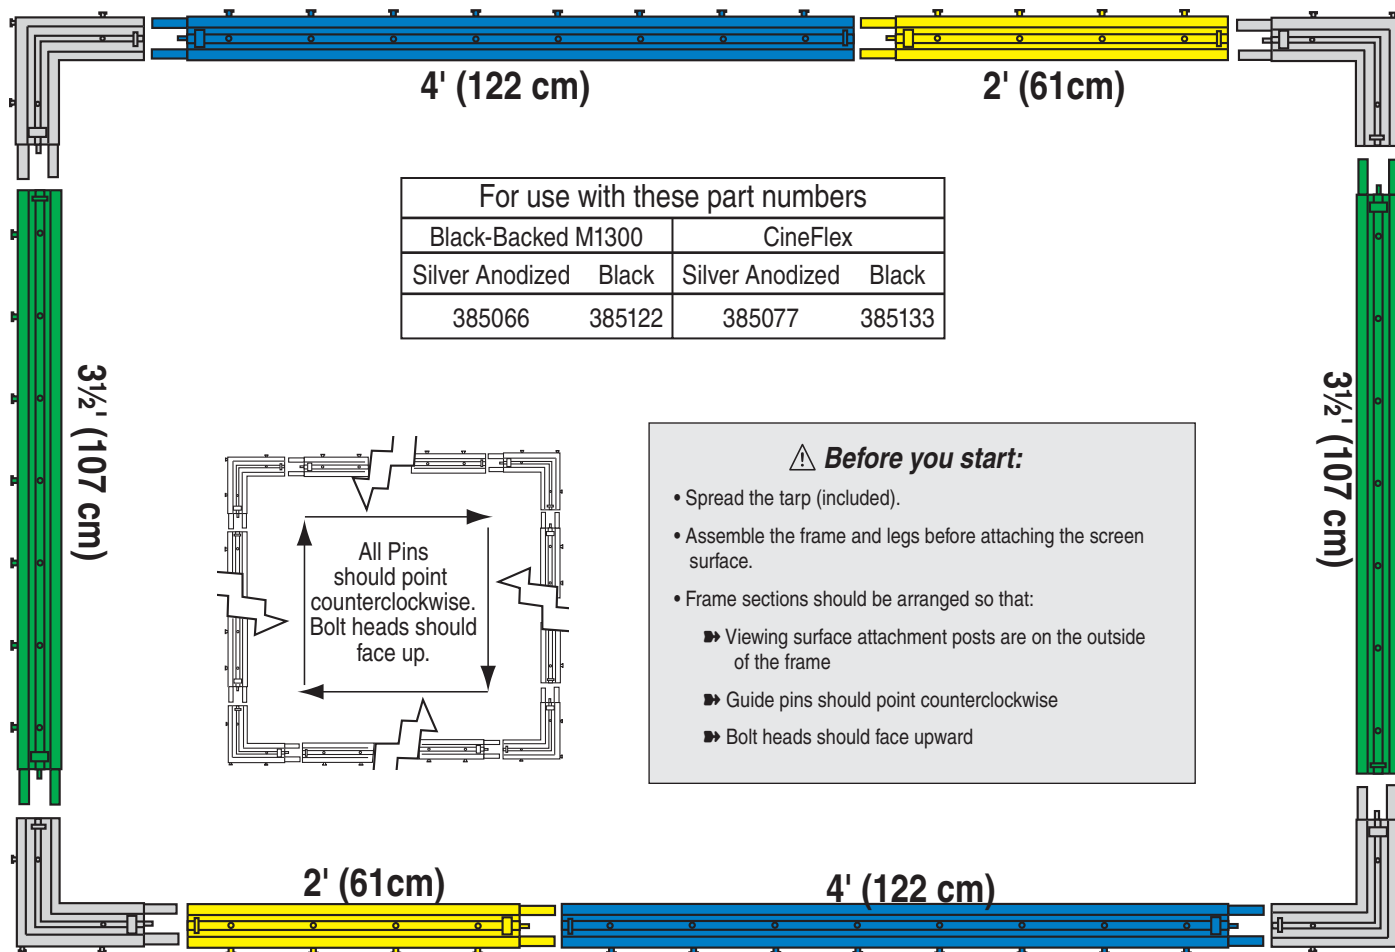 4' (122 cm)
2' (61cm)
For use with these part numbers
Black-Backed M1300 CineFlex
Silver Anodized Black Silver Anodized Black
385066 385122 385077 385133
3½' (107 cm)
3½' (107 cm)
All Pins
should point
counterclockwise.
Bolt heads should
face up.
⚠ Before you start:
• Spread the tarp (included).
• Assemble the frame and legs before attaching the screen
surface.
• Frame sections should be arranged so that:
➽ Viewing surface attachment posts are on the outside
of the frame
➽ Guide pins should point counterclockwise
➽ Bolt heads should face upward
2' (61cm)
4' (122 cm)